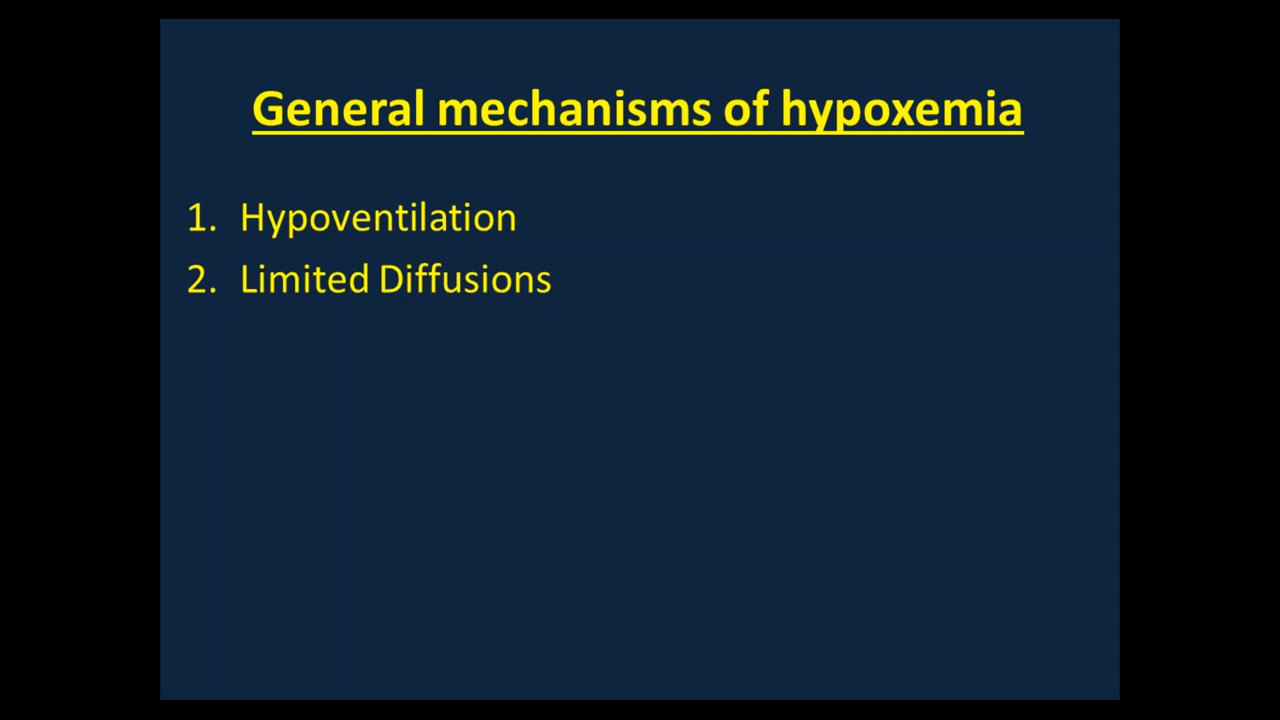 General mechanisms of hypoxemia
1. Hypoventilation
2. Limited Diffusions